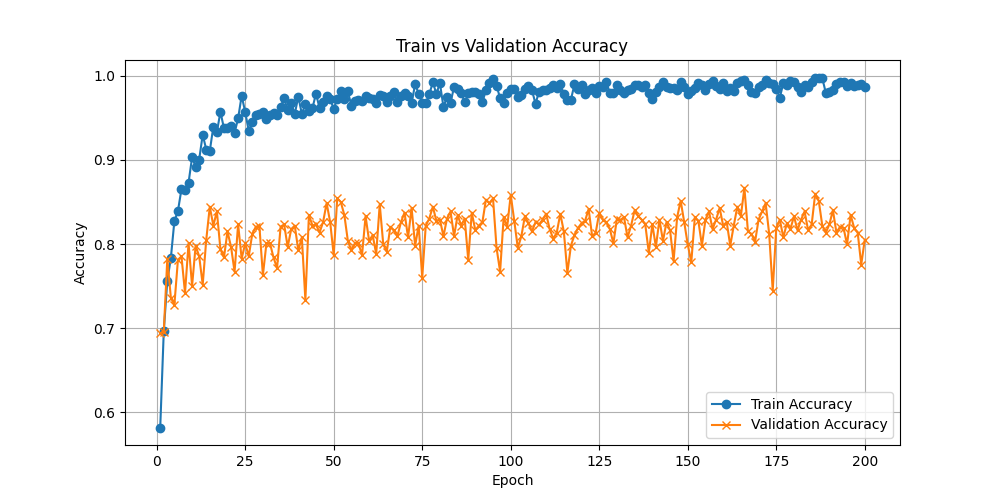 Train vs Validation Accuracy
1.0
0.9
0.8
0.7
0.6
Accuracy
0 25 50 75 100 125 150 175 200
Epoch
Train Accuracy
Validation Accuracy